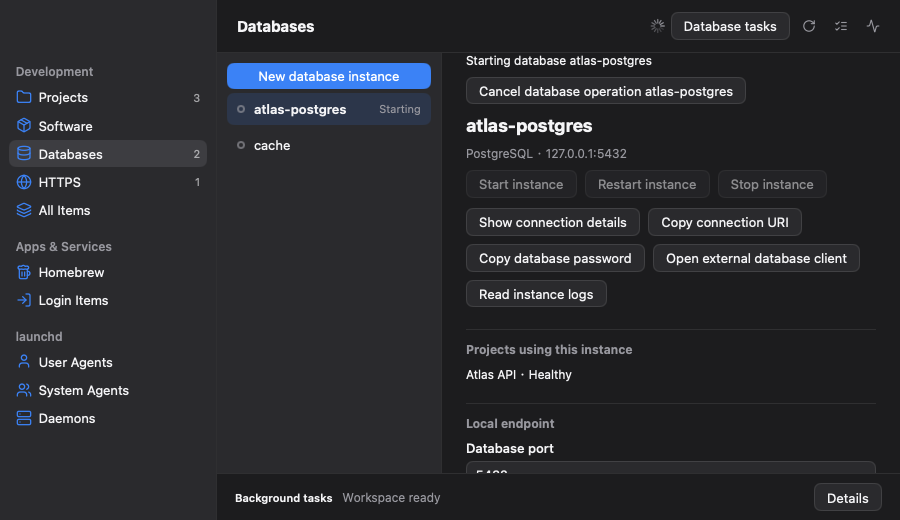 Databases
Database tasks
Development
Projects 3
Software
Databases 2
HTTPS 1
All Items
Apps & Services
Homebrew
Login Items
launchd
User Agents
System Agents
Daemons
New database instance
atlas-postgres Starting
cache
Starting database atlas-postgres
Cancel database operation atlas-postgres
atlas-postgres
PostgreSQL · 127.0.0.1:5432
Start instance Restart instance Stop instance
Show connection details Copy connection URI
Copy database password Open external database client
Read instance logs
Projects using this instance
Atlas API · Healthy
Local endpoint
Database port
Background tasks Workspace ready
Details